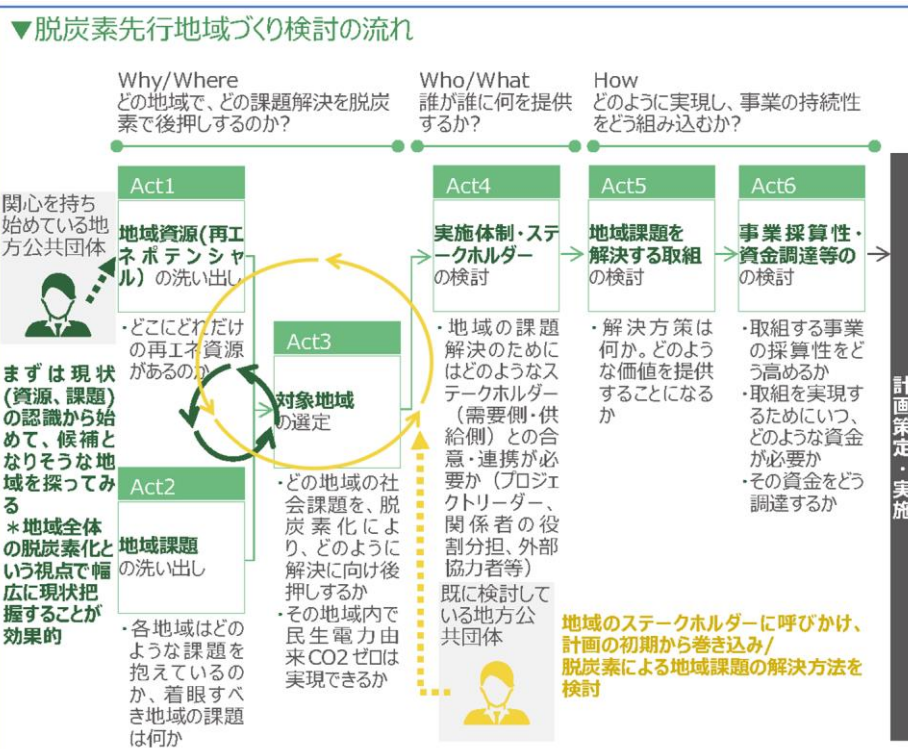 ▼脱炭素先行地域づくり検討の流れ
Why/Where
どの地域で、どの課題解決を脱炭
素で後押しするのか?
Who/What
誰が誰に何を提供
するか?
How
どのように実現し、事業の持続性
をどう組み込むか?
関心を持ち
始めている地
方公共団体
まずは現状
(資源、課題)
の認識から始
めて、候補と
なりそうな地
域を探ってみ
る
＊地域全体
の脱炭素化と
いう視点で幅
広に現状把
握することが
効果的
Act1
地域資源(再エ
ネポテンシャ
ル）の洗い出し
・どこにどれだけ
の再エネ資源
があるのか
Act2
地域課題
の洗い出し
・各地域はどの
ような課題を
抱えているの
か、着眼すべ
き地域の課題
は何か
Act3
対象地域
の選定
・どの地域の社
会課題を、脱
炭素化によ
り、どのように
解決に向け後
押しするか
・その地域内で
民生電力由
来CO2ゼロは
実現できるか
Act4
実施体制・ステ
ークホルダー
の検討
・地域の課題
解決のために
はどのようなス
テークホルダー
（需要側・供
給側）との合
意・連携が必
要か（プロジェ
クトリーダー、
関係者の役
割分担、外部
協力者等）
既に検討して
いる地方公
共団体
Act5
地域課題を
解決する取組
の検討
・解決方策は
何か。どのよう
な価値を提供
することになる
か
Act6
事業採算性・
資金調達等の
の検討
・取組する事業
の採算性をど
う高めるか
・取組を実現す
るためにいつ、
どのような資金
が必要か
・その資金をどう
調達するか
地域のステークホルダーに呼びかけ、
計画の初期から巻き込み/
脱炭素による地域課題の解決方法を
検討
計画策定・実施